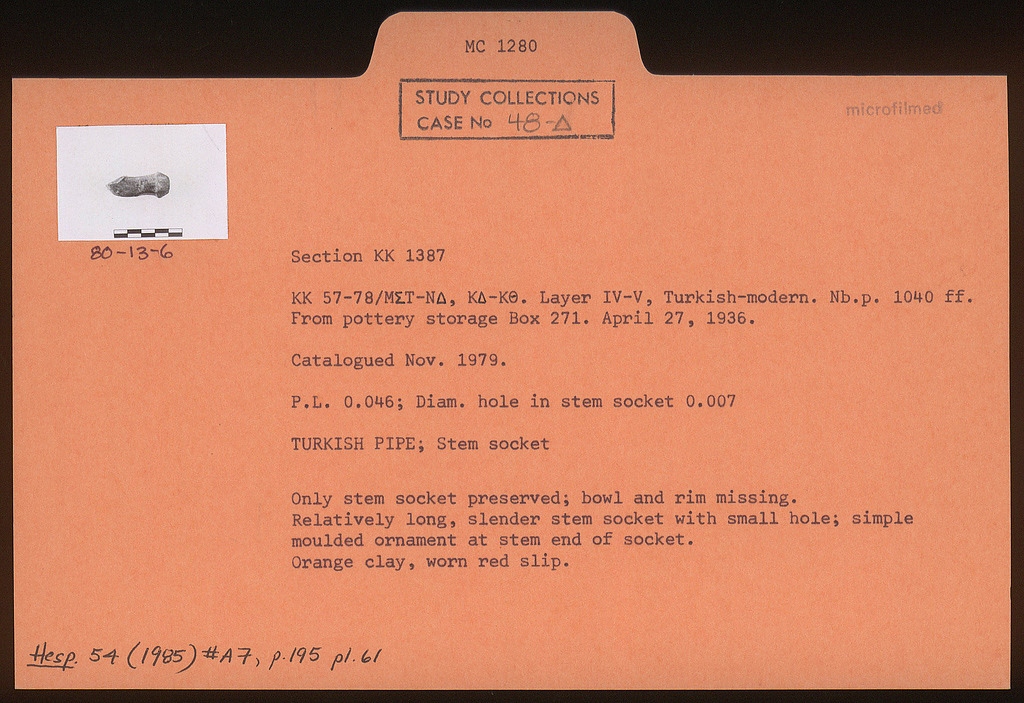 MC 1280
STUDY COLLECTIONS
CASE No 48-Δ
microfilmed
80-13-6
Section KK 1387
KK 57-78/ΜΣΤ-ΝΔ, ΚΔ-ΚΘ. Layer IV-V, Turkish-modern. Nb.p. 1040 ff.
From pottery storage Box 271. April 27, 1936.
Catalogued Nov. 1979.
P.L. 0.046; Diam. hole in stem socket 0.007
TURKISH PIPE; Stem socket
Only stem socket preserved; bowl and rim missing.
Relatively long, slender stem socket with small hole; simple
moulded ornament at stem end of socket.
Orange clay, worn red slip.
Hesp. 54 (1985) #A7, p.195 pl.61